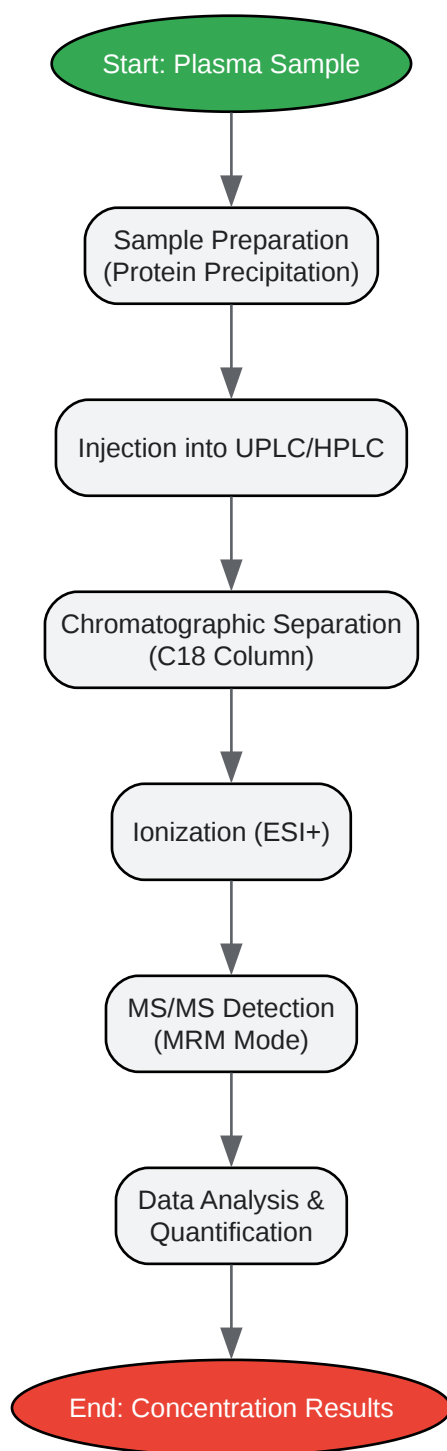 Start: Plasma Sample
Sample Preparation
(Protein Precipitation)
Injection into UPLC/HPLC
Chromatographic Separation
(C18 Column)
Ionization (ESI+)
MS/MS Detection
(MRM Mode)
Data Analysis &
Quantification
End: Concentration Results